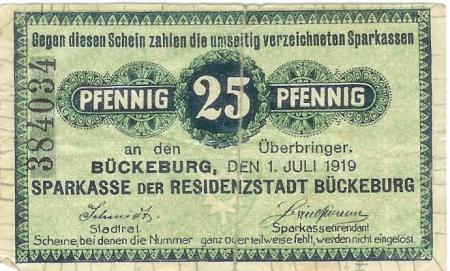 Gegen diesen Schein zahlen die umseitig verzeichneten Sparkassen
384034
PFENNIG 25 PFENNIG
an den Überbringer.
BÜCKEBURG, DEN 1. JULI 1919
SPARKASSE DER RESIDENZSTADT BÜCKEBURG
Schmidt
Stadtrat. Sparkassenrendant
Scheine, bei denen die Nummer ganz oder teilweise fehlt, werden nicht eingelöst.